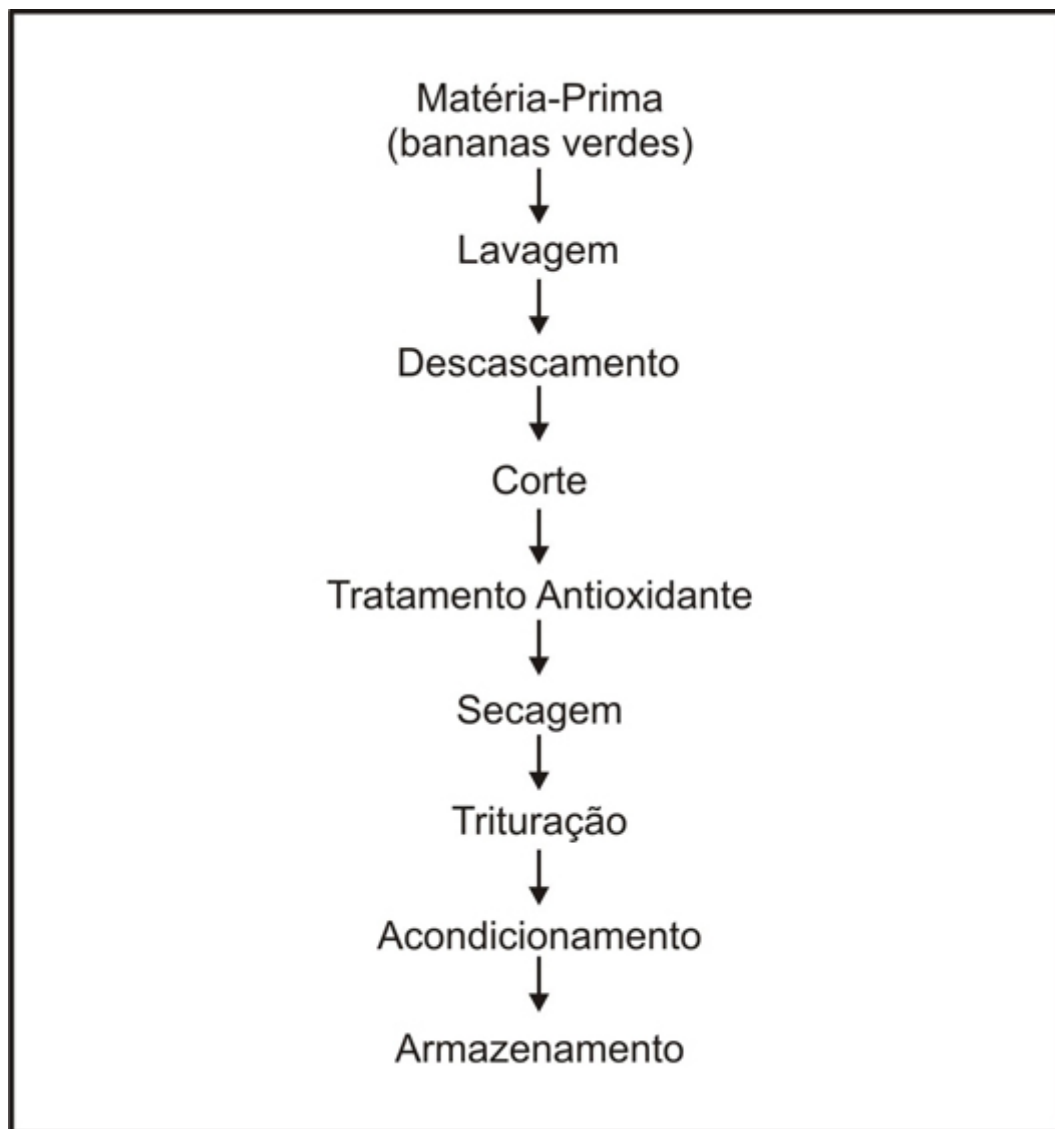 Matéria-Prima
(bananas verdes)
Lavagem
Descascamento
Corte
Tratamento Antioxidante
Secagem
Trituração
Acondicionamento
Armazenamento